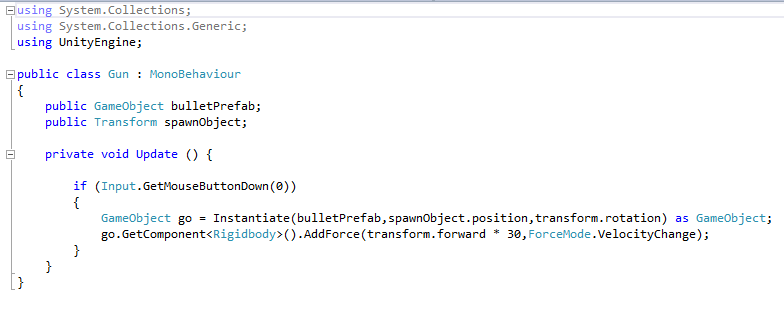 using System.Collections;
using System.Collections.Generic;
using UnityEngine;

public class Gun : MonoBehaviour
{
    public GameObject bulletPrefab;
    public Transform spawnObject;

    private void Update () {

        if (Input.GetMouseButtonDown(0))
        {
            GameObject go = Instantiate(bulletPrefab,spawnObject.position,transform.rotation) as GameObject;
            go.GetComponent<Rigidbody>().AddForce(transform.forward * 30,ForceMode.VelocityChange);
        }
    }
}